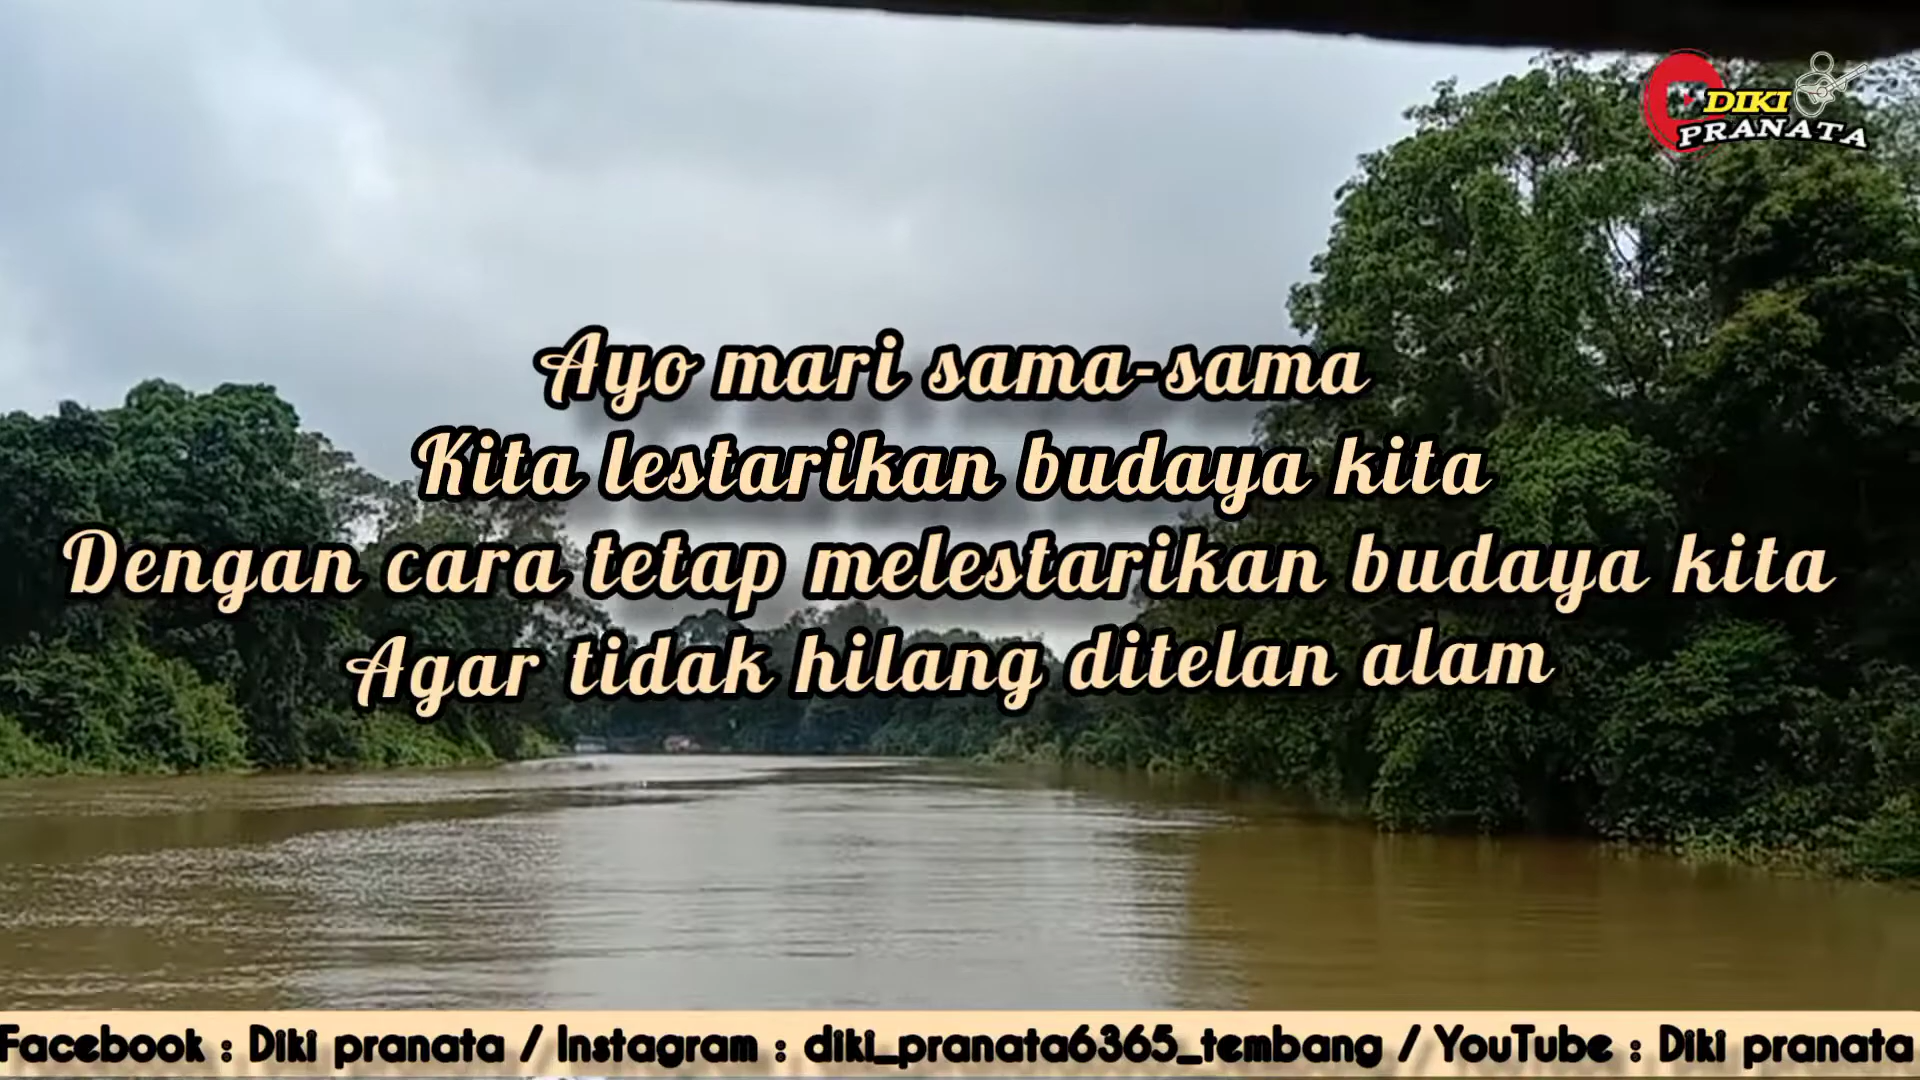 DIKI
PRANATA
Ayo mari sama-sama
Kita lestarikan budaya kita
Dengan cara tetap melestarikan budaya kita
Agar tidak hilang ditelan alam
Facebook : Diki pranata / Instagram : diki_pranata6365_tembang / YouTube : Diki pranata